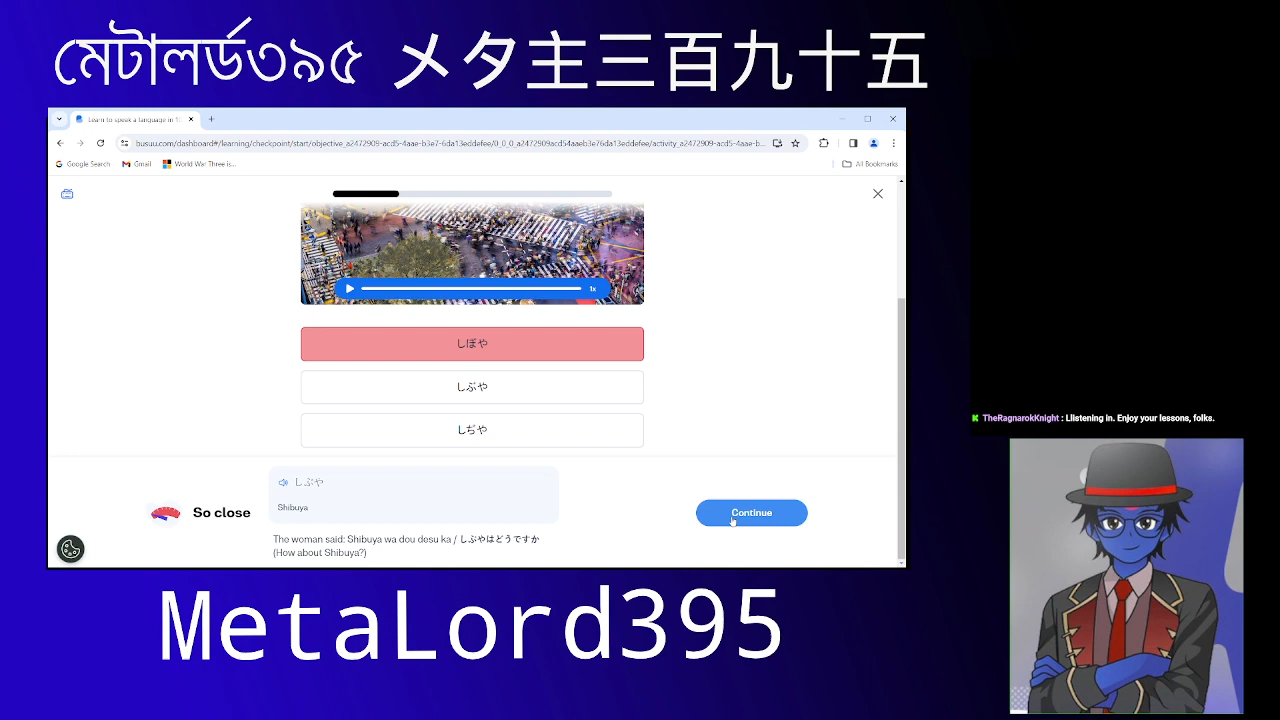 মেটালর্ড৩৯৫ メタ主三百九十五
Learn to speak a language in 10
busuu.com/dashboard#/learning/checkpoint/start/objective_a2472909-acd5-4aae-b3e7-6da13eddefee/0_0_0_a2472909acd54aaeb3e76da13eddefee/activity_a2472909-acd5-4aae-b...
Google Search Gmail World War Three is... All Bookmarks
1x
しぼや
しぶや
しぢや
So close
しぶや
Shibuya
The woman said: Shibuya wa dou desu ka / しぶやはどうですか
(How about Shibuya?)
Continue
TheRagnarokKnight : Llistening in. Enjoy your lessons, folks.
MetaLord395